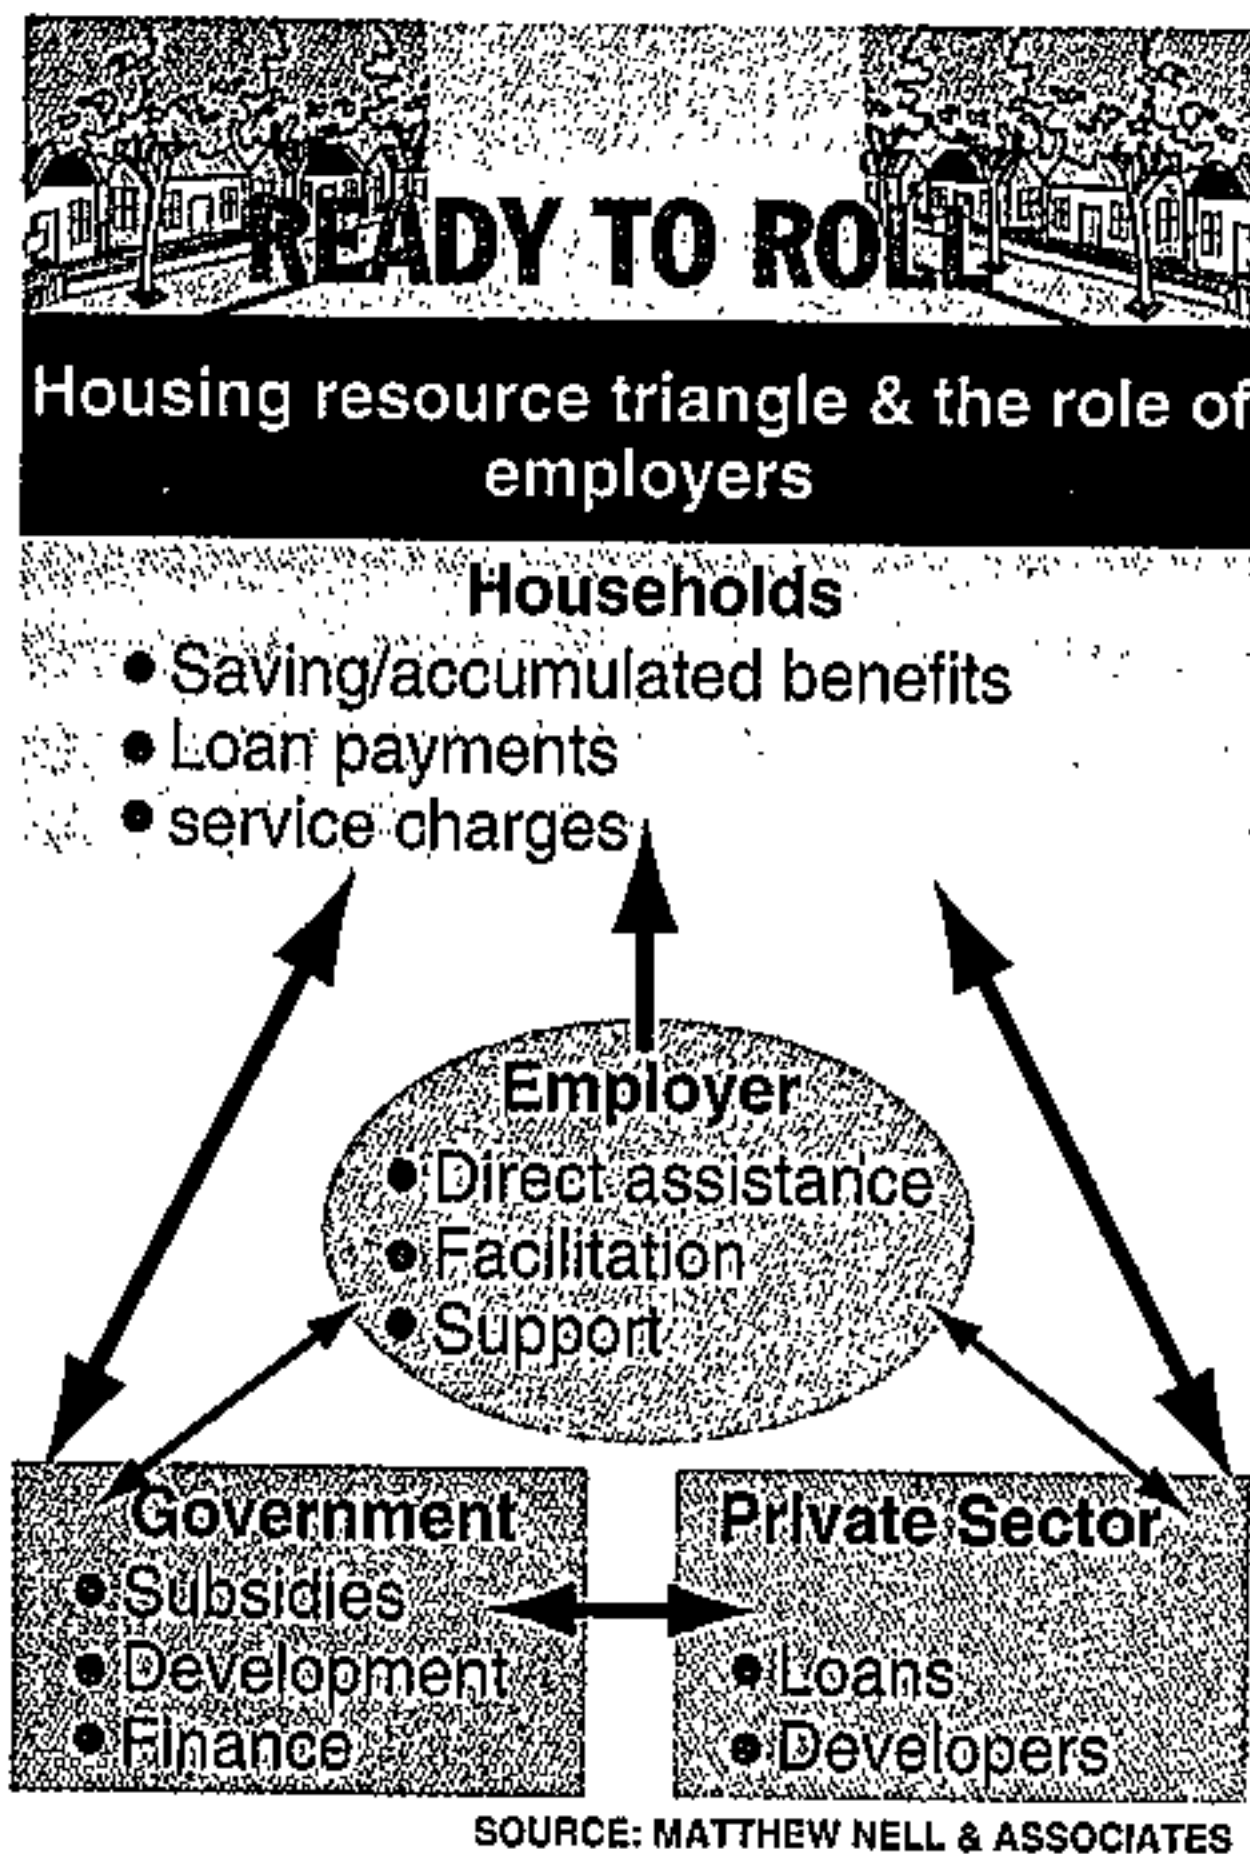 READY TO ROLL
Housing resource triangle & the role of
employers
Households
● Saving/accumulated benefits
● Loan payments
● service charges
Employer
● Direct assistance
● Facilitation
● Support
Government
● Subsidies
● Development
● Finance
Private Sector
● Loans
● Developers
SOURCE: MATTHEW NELL & ASSOCIATES